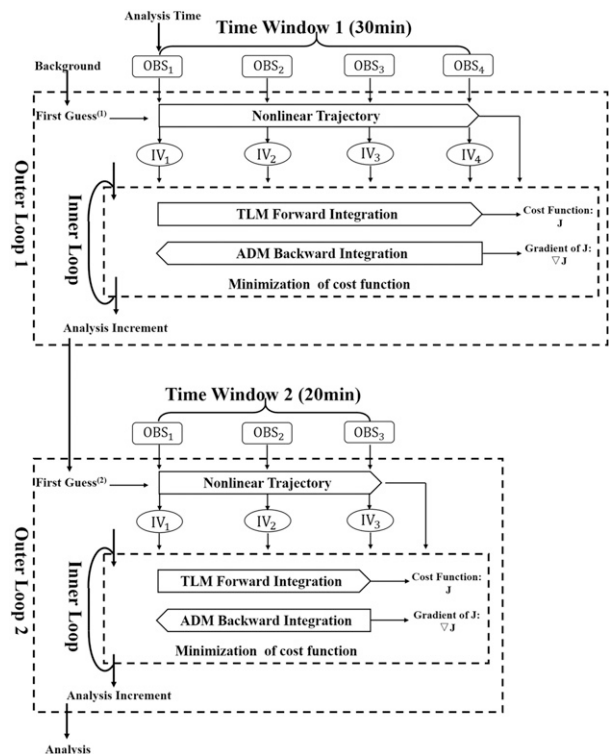 Analysis Time
Time Window 1 (30min)
OBS₁ OBS₂ OBS₃ OBS₄
Background
First Guess⁽¹⁾
Nonlinear Trajectory
IV₁ IV₂ IV₃ IV₄
Outer Loop 1
Inner Loop
TLM Forward Integration
Cost Function:
J
ADM Backward Integration
Gradient of J:
▽J
Minimization of cost function
Analysis Increment
Time Window 2 (20min)
OBS₁ OBS₂ OBS₃
First Guess⁽²⁾
Nonlinear Trajectory
IV₁ IV₂ IV₃
Outer Loop 2
Inner Loop
TLM Forward Integration
Cost Function:
J
ADM Backward Integration
Gradient of J:
▽J
Minimization of cost function
Analysis Increment
Analysis